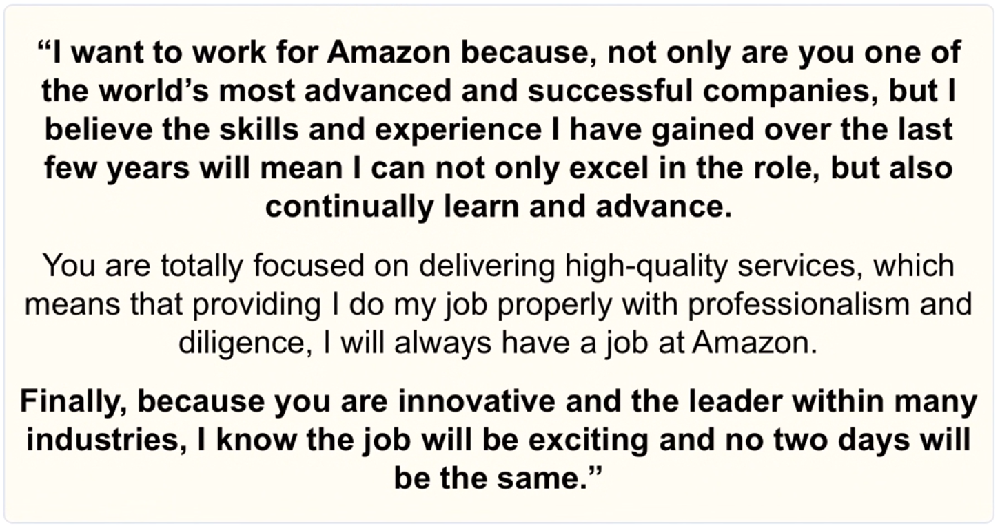 “I want to work for Amazon because, not only are you one of
the world’s most advanced and successful companies, but I
believe the skills and experience I have gained over the last
few years will mean I can not only excel in the role, but also
continually learn and advance.
You are totally focused on delivering high-quality services, which
means that providing I do my job properly with professionalism and
diligence, I will always have a job at Amazon.
Finally, because you are innovative and the leader within many
industries, I know the job will be exciting and no two days will
be the same.”